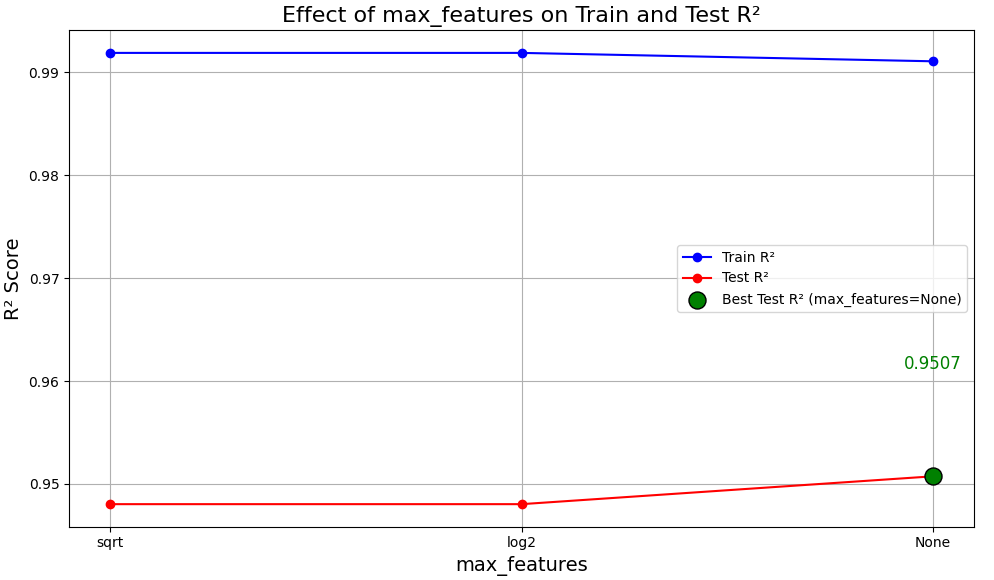 Effect of max_features on Train and Test R²
R² Score
0.99
0.98
0.97
0.96
0.95
Train R²
Test R²
Best Test R² (max_features=None)
0.9507
sqrt
log2
None
max_features